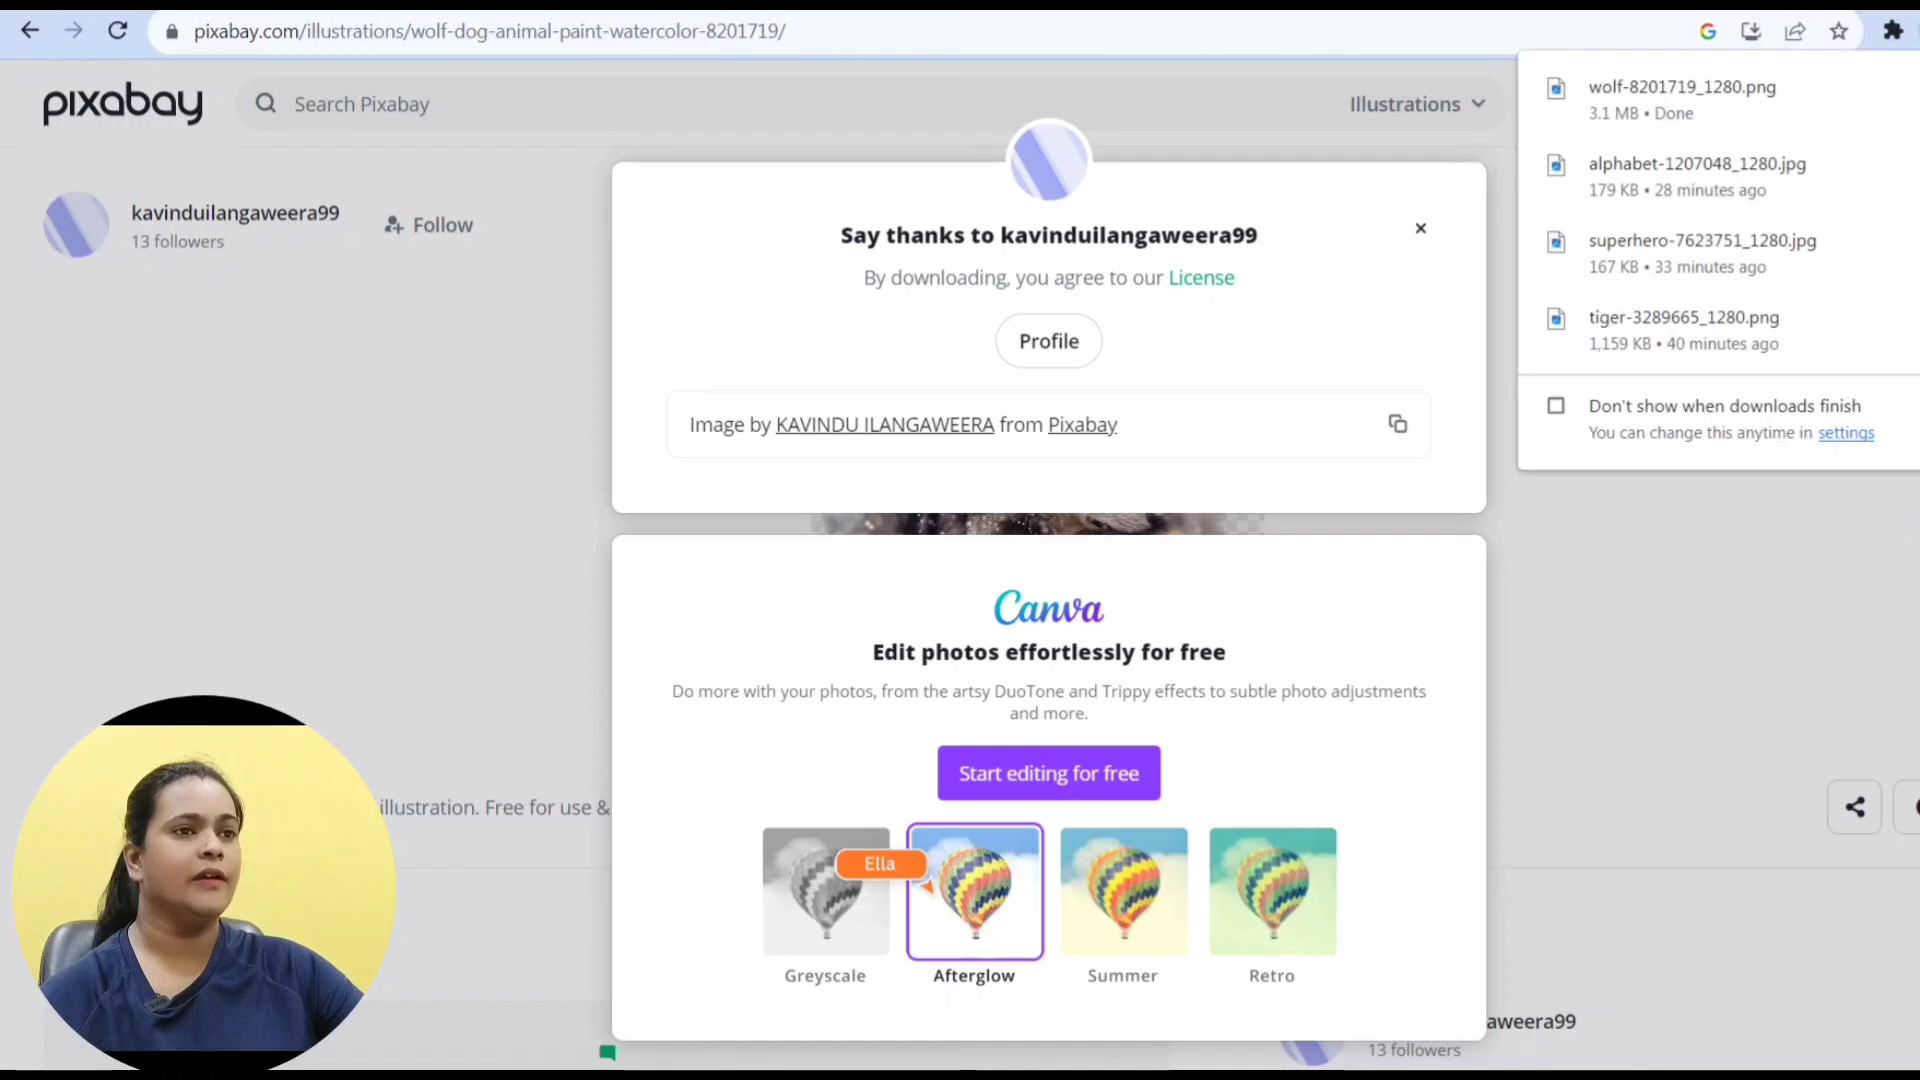 pixabay.com/illustrations/wolf-dog-animal-paint-watercolor-8201719/
pixabay
Search Pixabay
Illustrations
kavinduilangaweera99
13 followers
Follow
Say thanks to kavinduilangaweera99
By downloading, you agree to our License
Profile
Image by KAVINDU ILANGAWEERA from Pixabay
Canva
Edit photos effortlessly for free
Do more with your photos, from the artsy DuoTone and Trippy effects to subtle photo adjustments
and more.
Start editing for free
Ella
Greyscale
Afterglow
Summer
Retro
illustration. Free for use &
aweera99
13 followers
wolf-8201719_1280.png
3.1 MB • Done
alphabet-1207048_1280.jpg
179 KB • 28 minutes ago
superhero-7623751_1280.jpg
167 KB • 33 minutes ago
tiger-3289665_1280.png
1,159 KB • 40 minutes ago
Don't show when downloads finish
You can change this anytime in settings